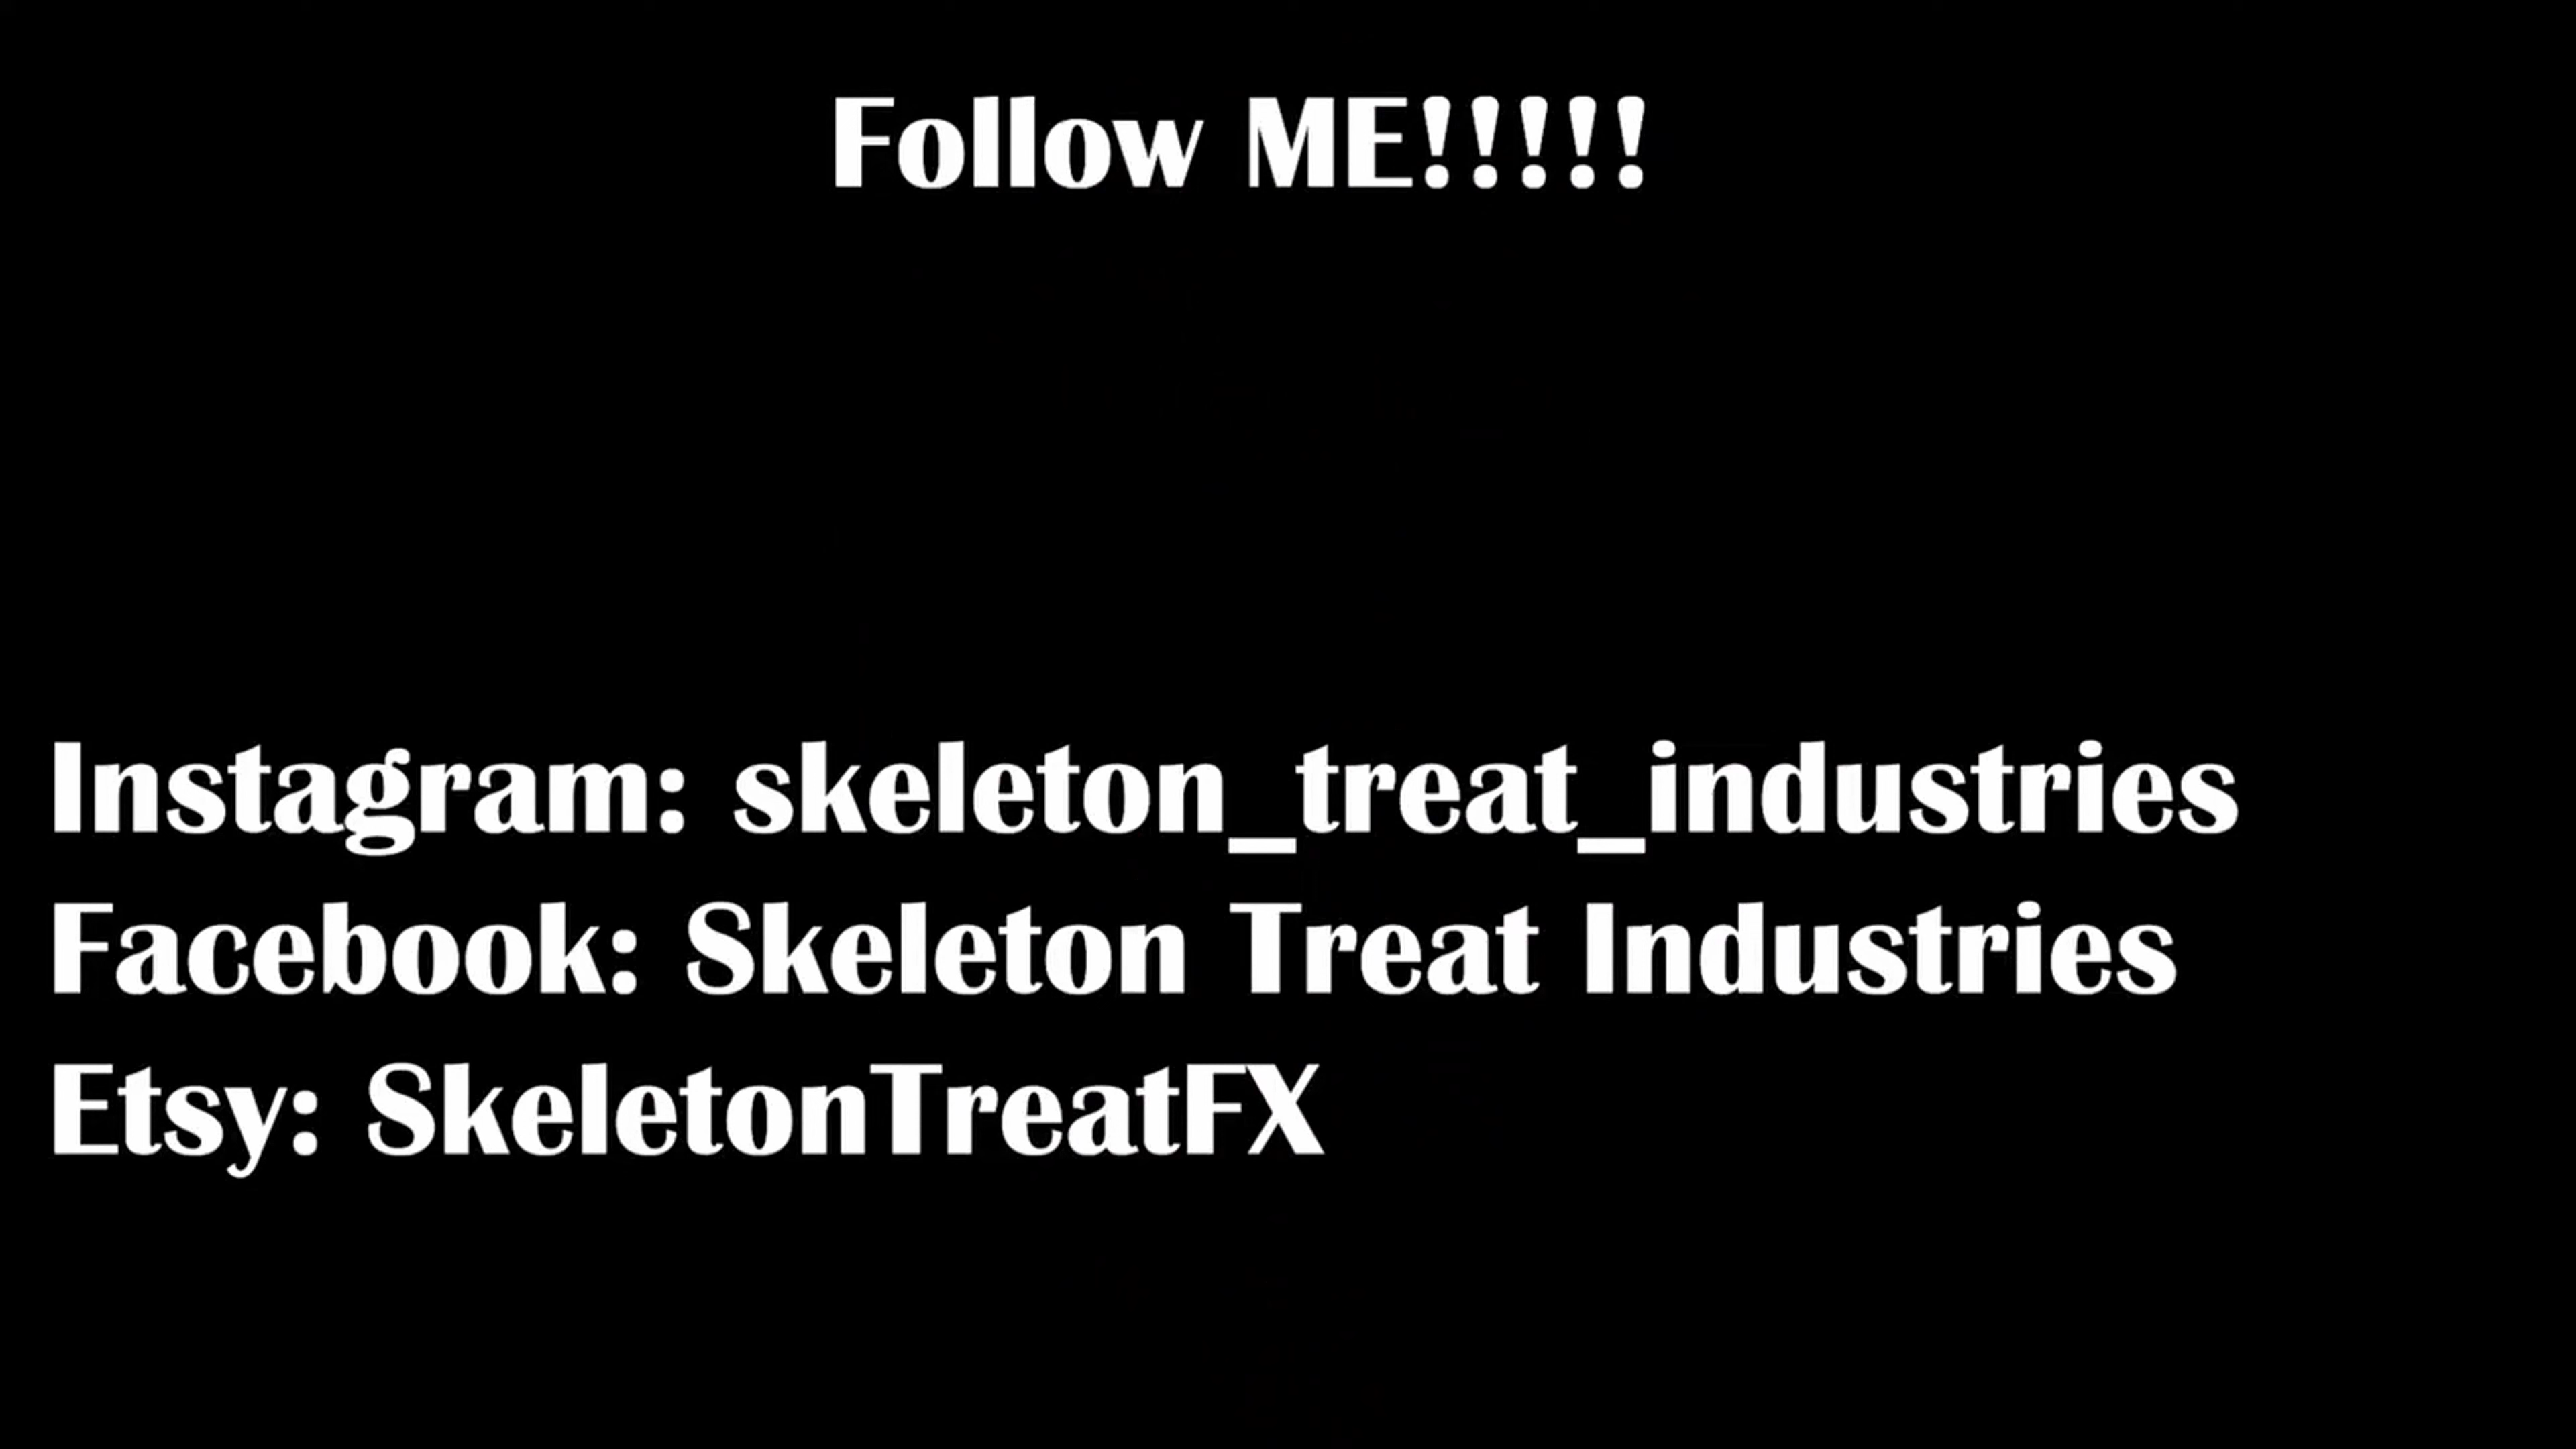 Follow ME!!!!!
Instagram: skeleton_treat_industries
Facebook: Skeleton Treat Industries
Etsy: SkeletonTreatFX